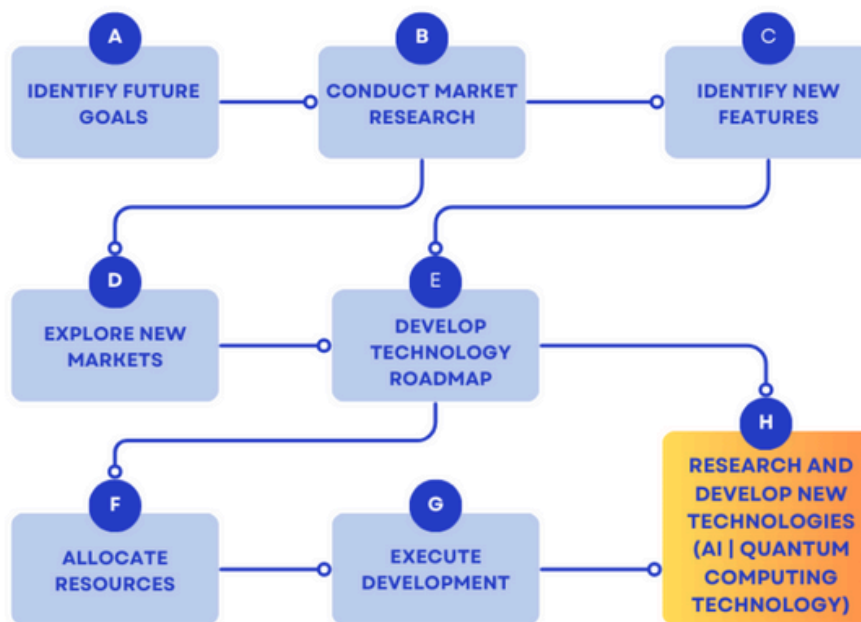 A
IDENTIFY FUTURE
GOALS
B
CONDUCT MARKET
RESEARCH
C
IDENTIFY NEW
FEATURES
D
EXPLORE NEW
MARKETS
E
DEVELOP
TECHNOLOGY
ROADMAP
F
ALLOCATE
RESOURCES
G
EXECUTE
DEVELOPMENT
H
RESEARCH AND
DEVELOP NEW
TECHNOLOGIES
(AI | QUANTUM
COMPUTING
TECHNOLOGY)